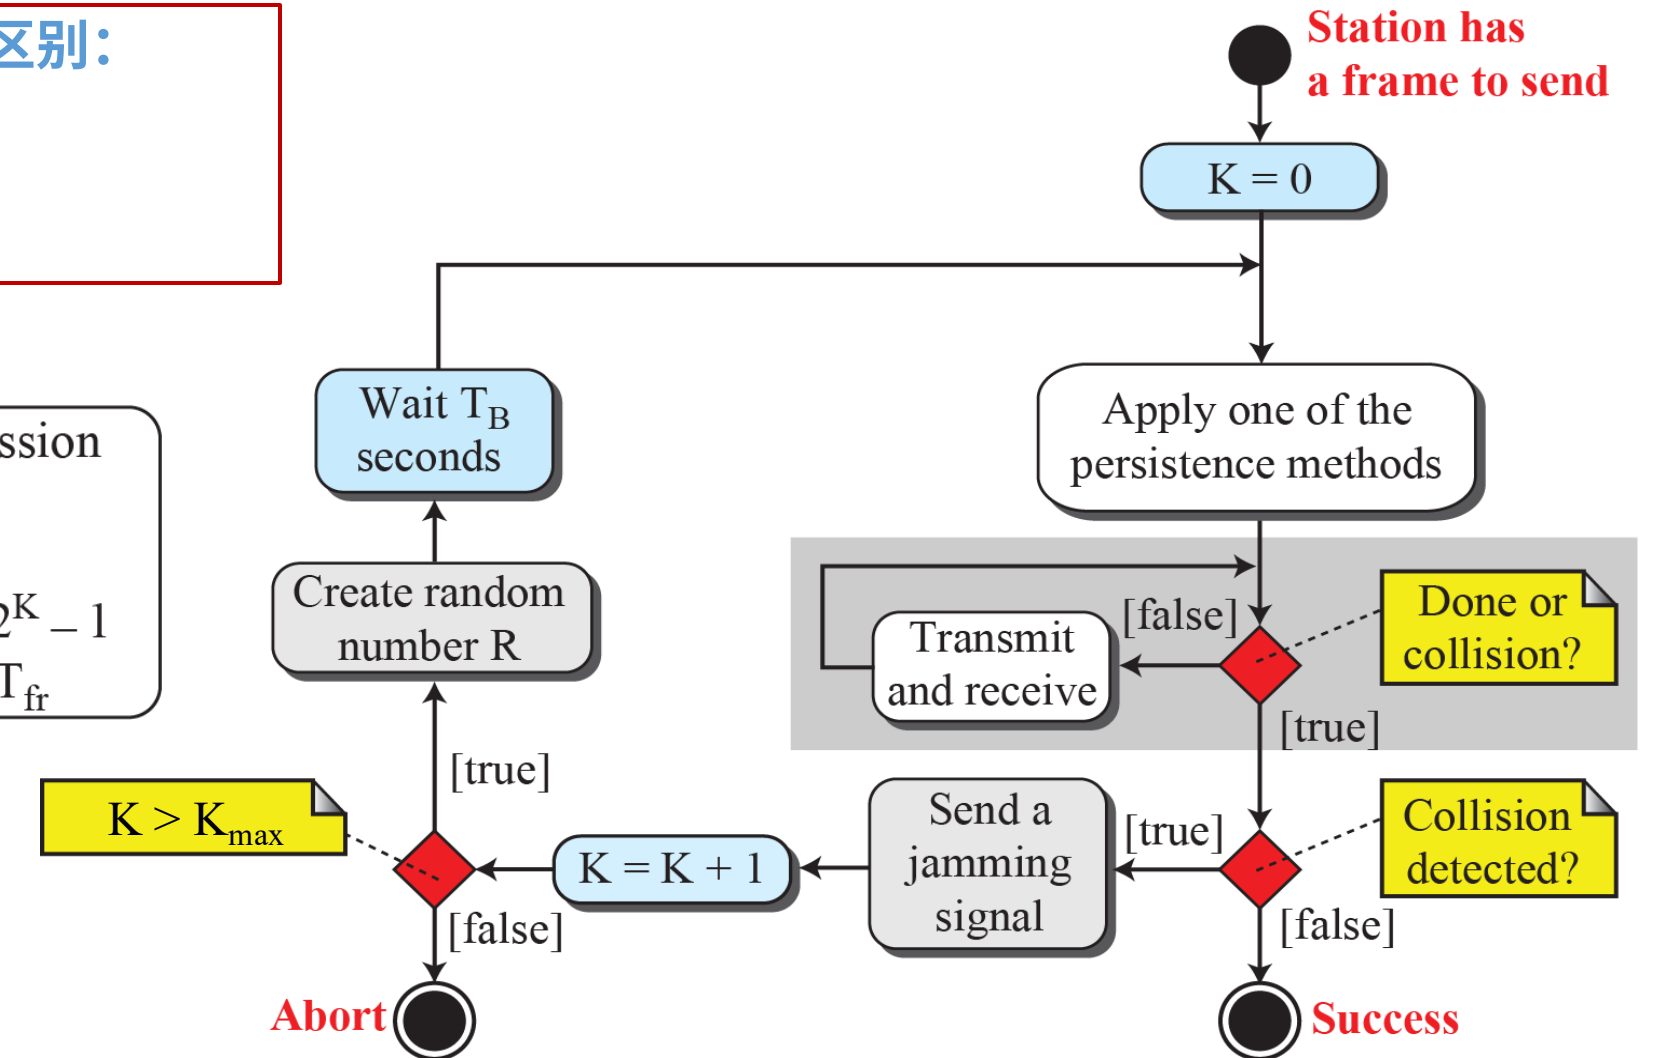 区别：
Station has
a frame to send
K = 0
Wait T_B
seconds
Apply one of the
persistence methods
ssion
2^K – 1
T_fr
Create random
number R
[false]
Transmit
and receive
Done or
collision?
[true]
[true]
K > K_max
Send a
jamming
signal
[true]
Collision
detected?
K = K + 1
[false]
[false]
Abort
Success